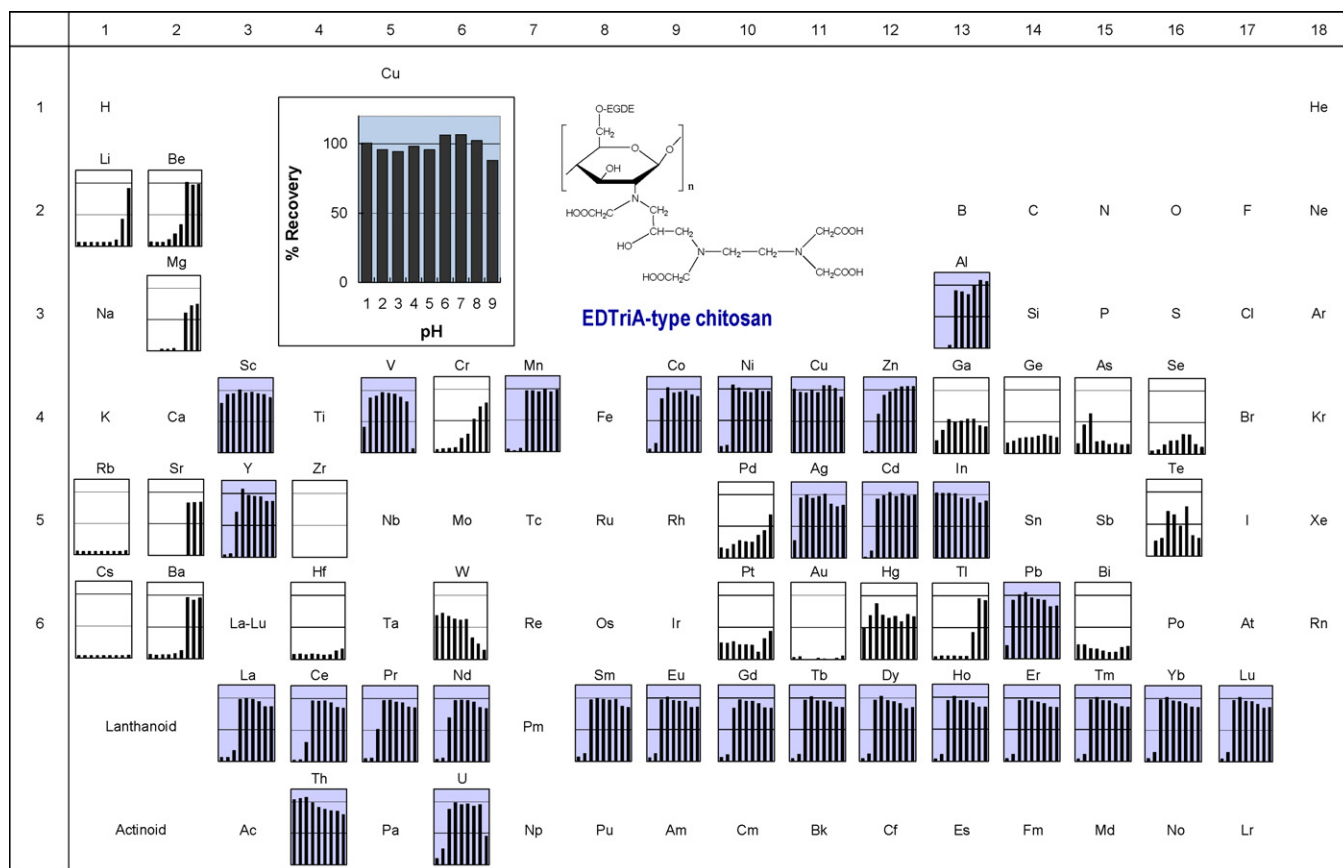 1 2 3 4 5 6 7 8 9 10 11 12 13 14 15 16 17 18
Cu
1 H He
% Recovery
100
50
0
1 2 3 4 5 6 7 8 9
pH
O-EGDE
CH2
O
O
OH
n
N
HOOCH2C
CH2
HO
CH2
N
CH2
CH2
N
CH2COOH
HOOCH2C
CH2COOH
EDTriA-type chitosan
Li Be
2 B C N O F Ne
Mg Al
3 Na Si P S Cl Ar
Sc V Cr Mn Co Ni Cu Zn Ga Ge As Se
4 K Ca Ti Fe Br Kr
Rb Sr Y Zr Pd Ag Cd In Te
5 Nb Mo Tc Ru Rh Sn Sb I Xe
Cs Ba Hf W Pt Au Hg Tl Pb Bi
6 La-Lu Ta Re Os Ir Po At Rn
La Ce Pr Nd Sm Eu Gd Tb Dy Ho Er Tm Yb Lu
Lanthanoid Pm
Th U
Actinoid Ac Pa Np Pu Am Cm Bk Cf Es Fm Md No Lr